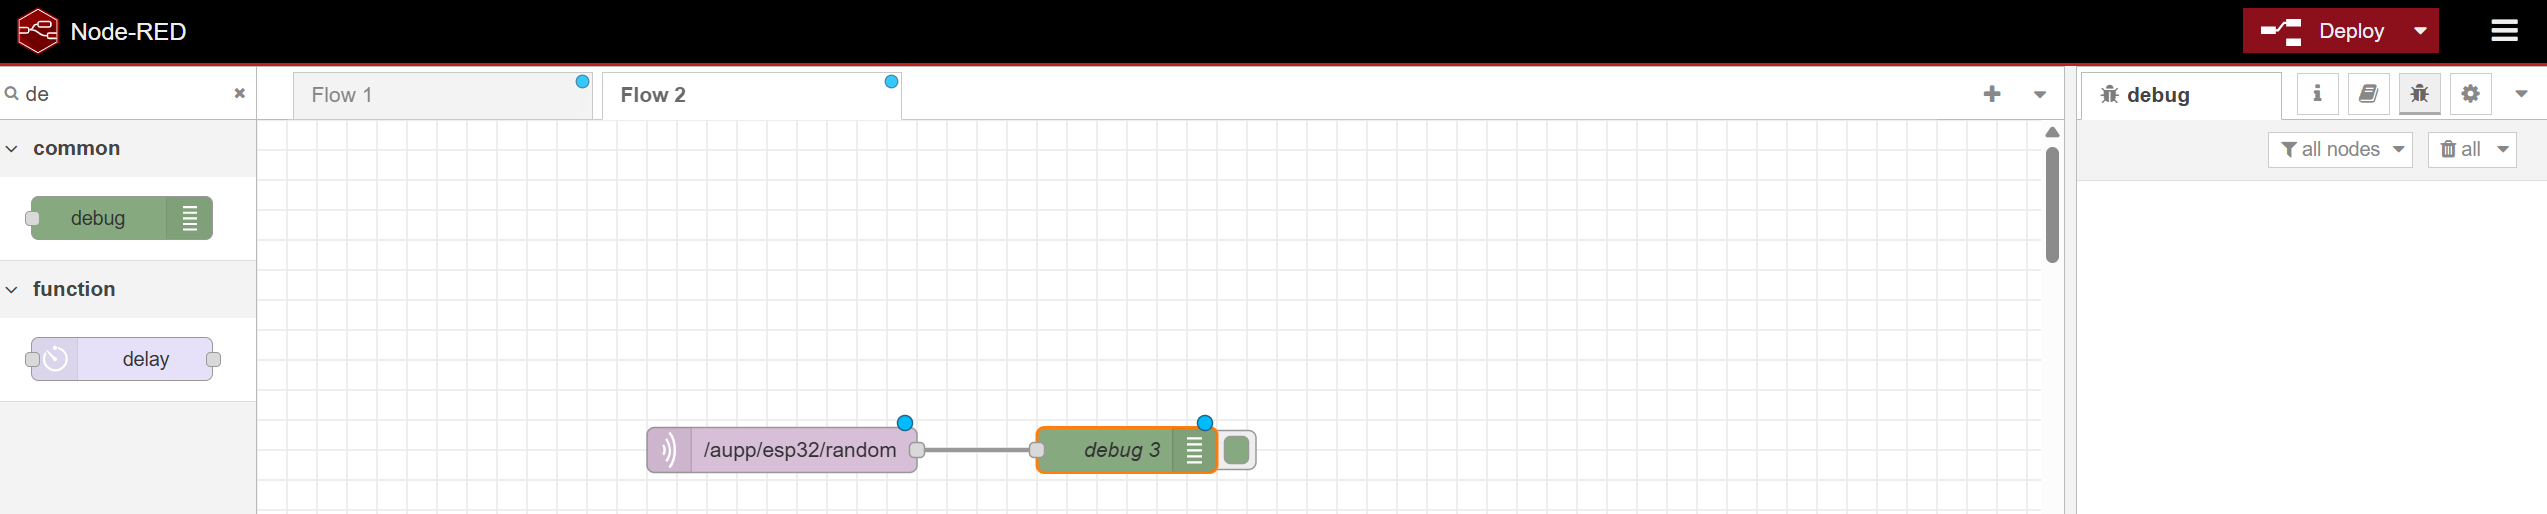 Node-RED
Deploy
de
Flow 1
Flow 2
debug
common
all nodes
all
debug
function
delay
/aupp/esp32/random
debug 3